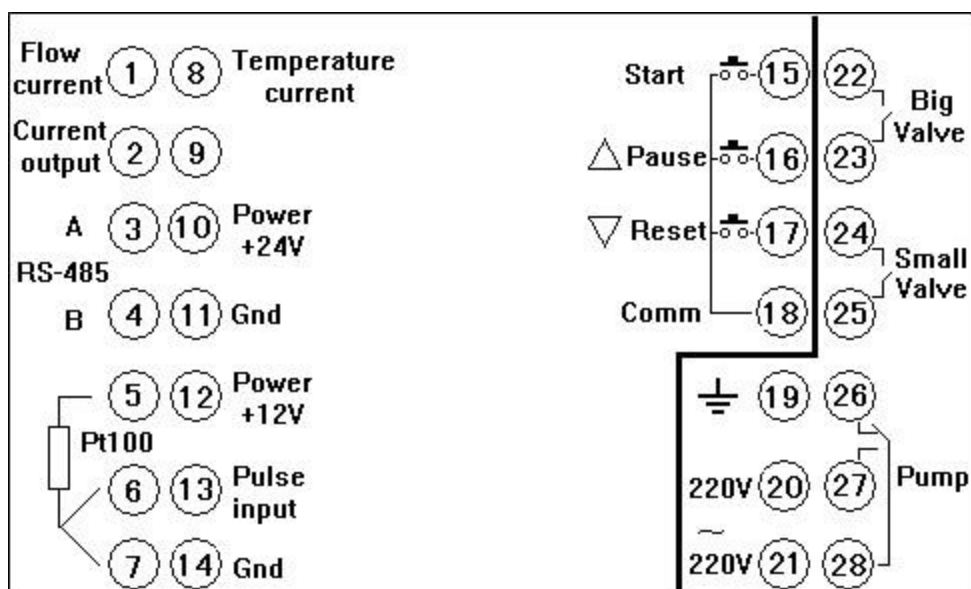 Flow
current
1
8
Temperature
current
Current
output
2
9
A
3
10
Power
+24V
RS-485
B
4
11
Gnd
5
12
Power
+12V
Pt100
6
13
Pulse
input
7
14
Gnd
Start
15
Pause
16
Reset
17
Comm
18
22
Big
Valve
23
24
Small
Valve
25
19
26
220V
20
27
Pump
~
220V
21
28